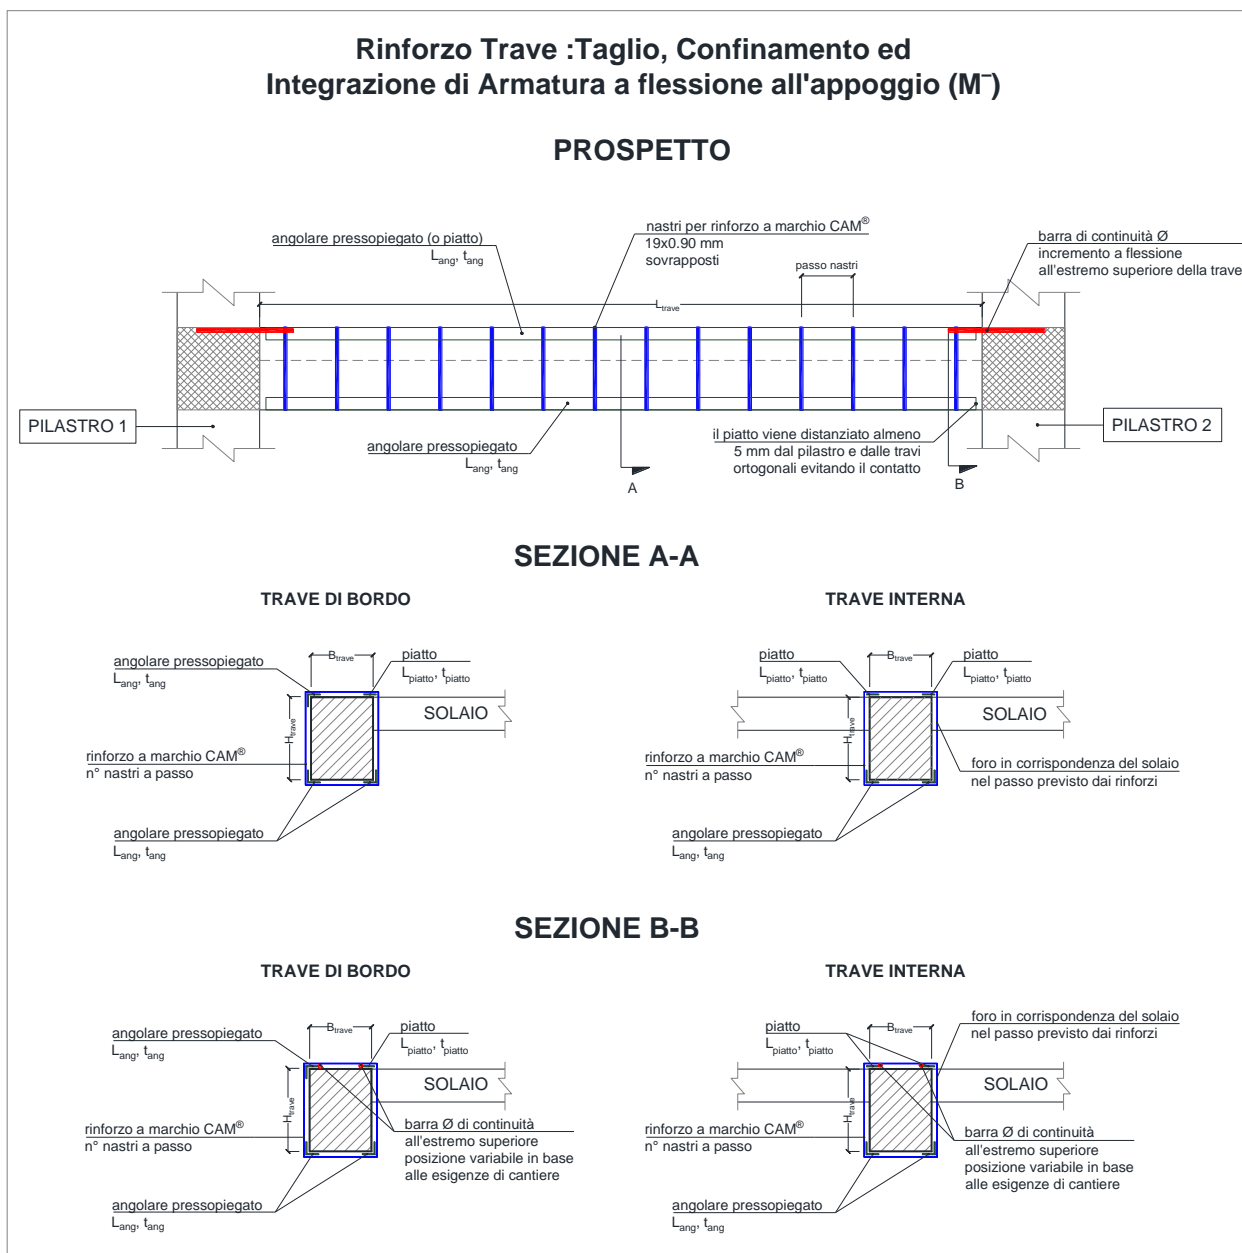 Rinforzo Trave :Taglio, Confinamento ed
Integrazione di Armatura a flessione all'appoggio (M⁻)
PROSPETTO
angolare pressopiegato (o piatto)
Lang, tang
nastri per rinforzo a marchio CAM®
19x0.90 mm
sovrapposti
passo nastri
barra di continuità Ø
incremento a flessione
all'estremo superiore della trave
Ltrave
PILASTRO 1
angolare pressopiegato
Lang, tang
A
il piatto viene distanziato almeno
5 mm dal pilastro e dalle travi
ortogonali evitando il contatto
B
PILASTRO 2
SEZIONE A-A
TRAVE DI BORDO
angolare pressopiegato
Lang, tang
Btrave
piatto
Lpiatto, tpiatto
Htrave
SOLAIO
rinforzo a marchio CAM®
n° nastri a passo
angolare pressopiegato
Lang, tang
TRAVE INTERNA
piatto
Lpiatto, tpiatto
Btrave
piatto
Lpiatto, tpiatto
Htrave
SOLAIO
rinforzo a marchio CAM®
n° nastri a passo
foro in corrispondenza del solaio
nel passo previsto dai rinforzi
angolare pressopiegato
Lang, tang
SEZIONE B-B
TRAVE DI BORDO
angolare pressopiegato
Lang, tang
Btrave
piatto
Lpiatto, tpiatto
Htrave
SOLAIO
rinforzo a marchio CAM®
n° nastri a passo
barra Ø di continuità
all'estremo superiore
posizione variabile in base
alle esigenze di cantiere
angolare pressopiegato
Lang, tang
TRAVE INTERNA
piatto
Lpiatto, tpiatto
Btrave
foro in corrispondenza del solaio
nel passo previsto dai rinforzi
Htrave
SOLAIO
rinforzo a marchio CAM®
n° nastri a passo
barra Ø di continuità
all'estremo superiore
posizione variabile in base
alle esigenze di cantiere
angolare pressopiegato
Lang, tang